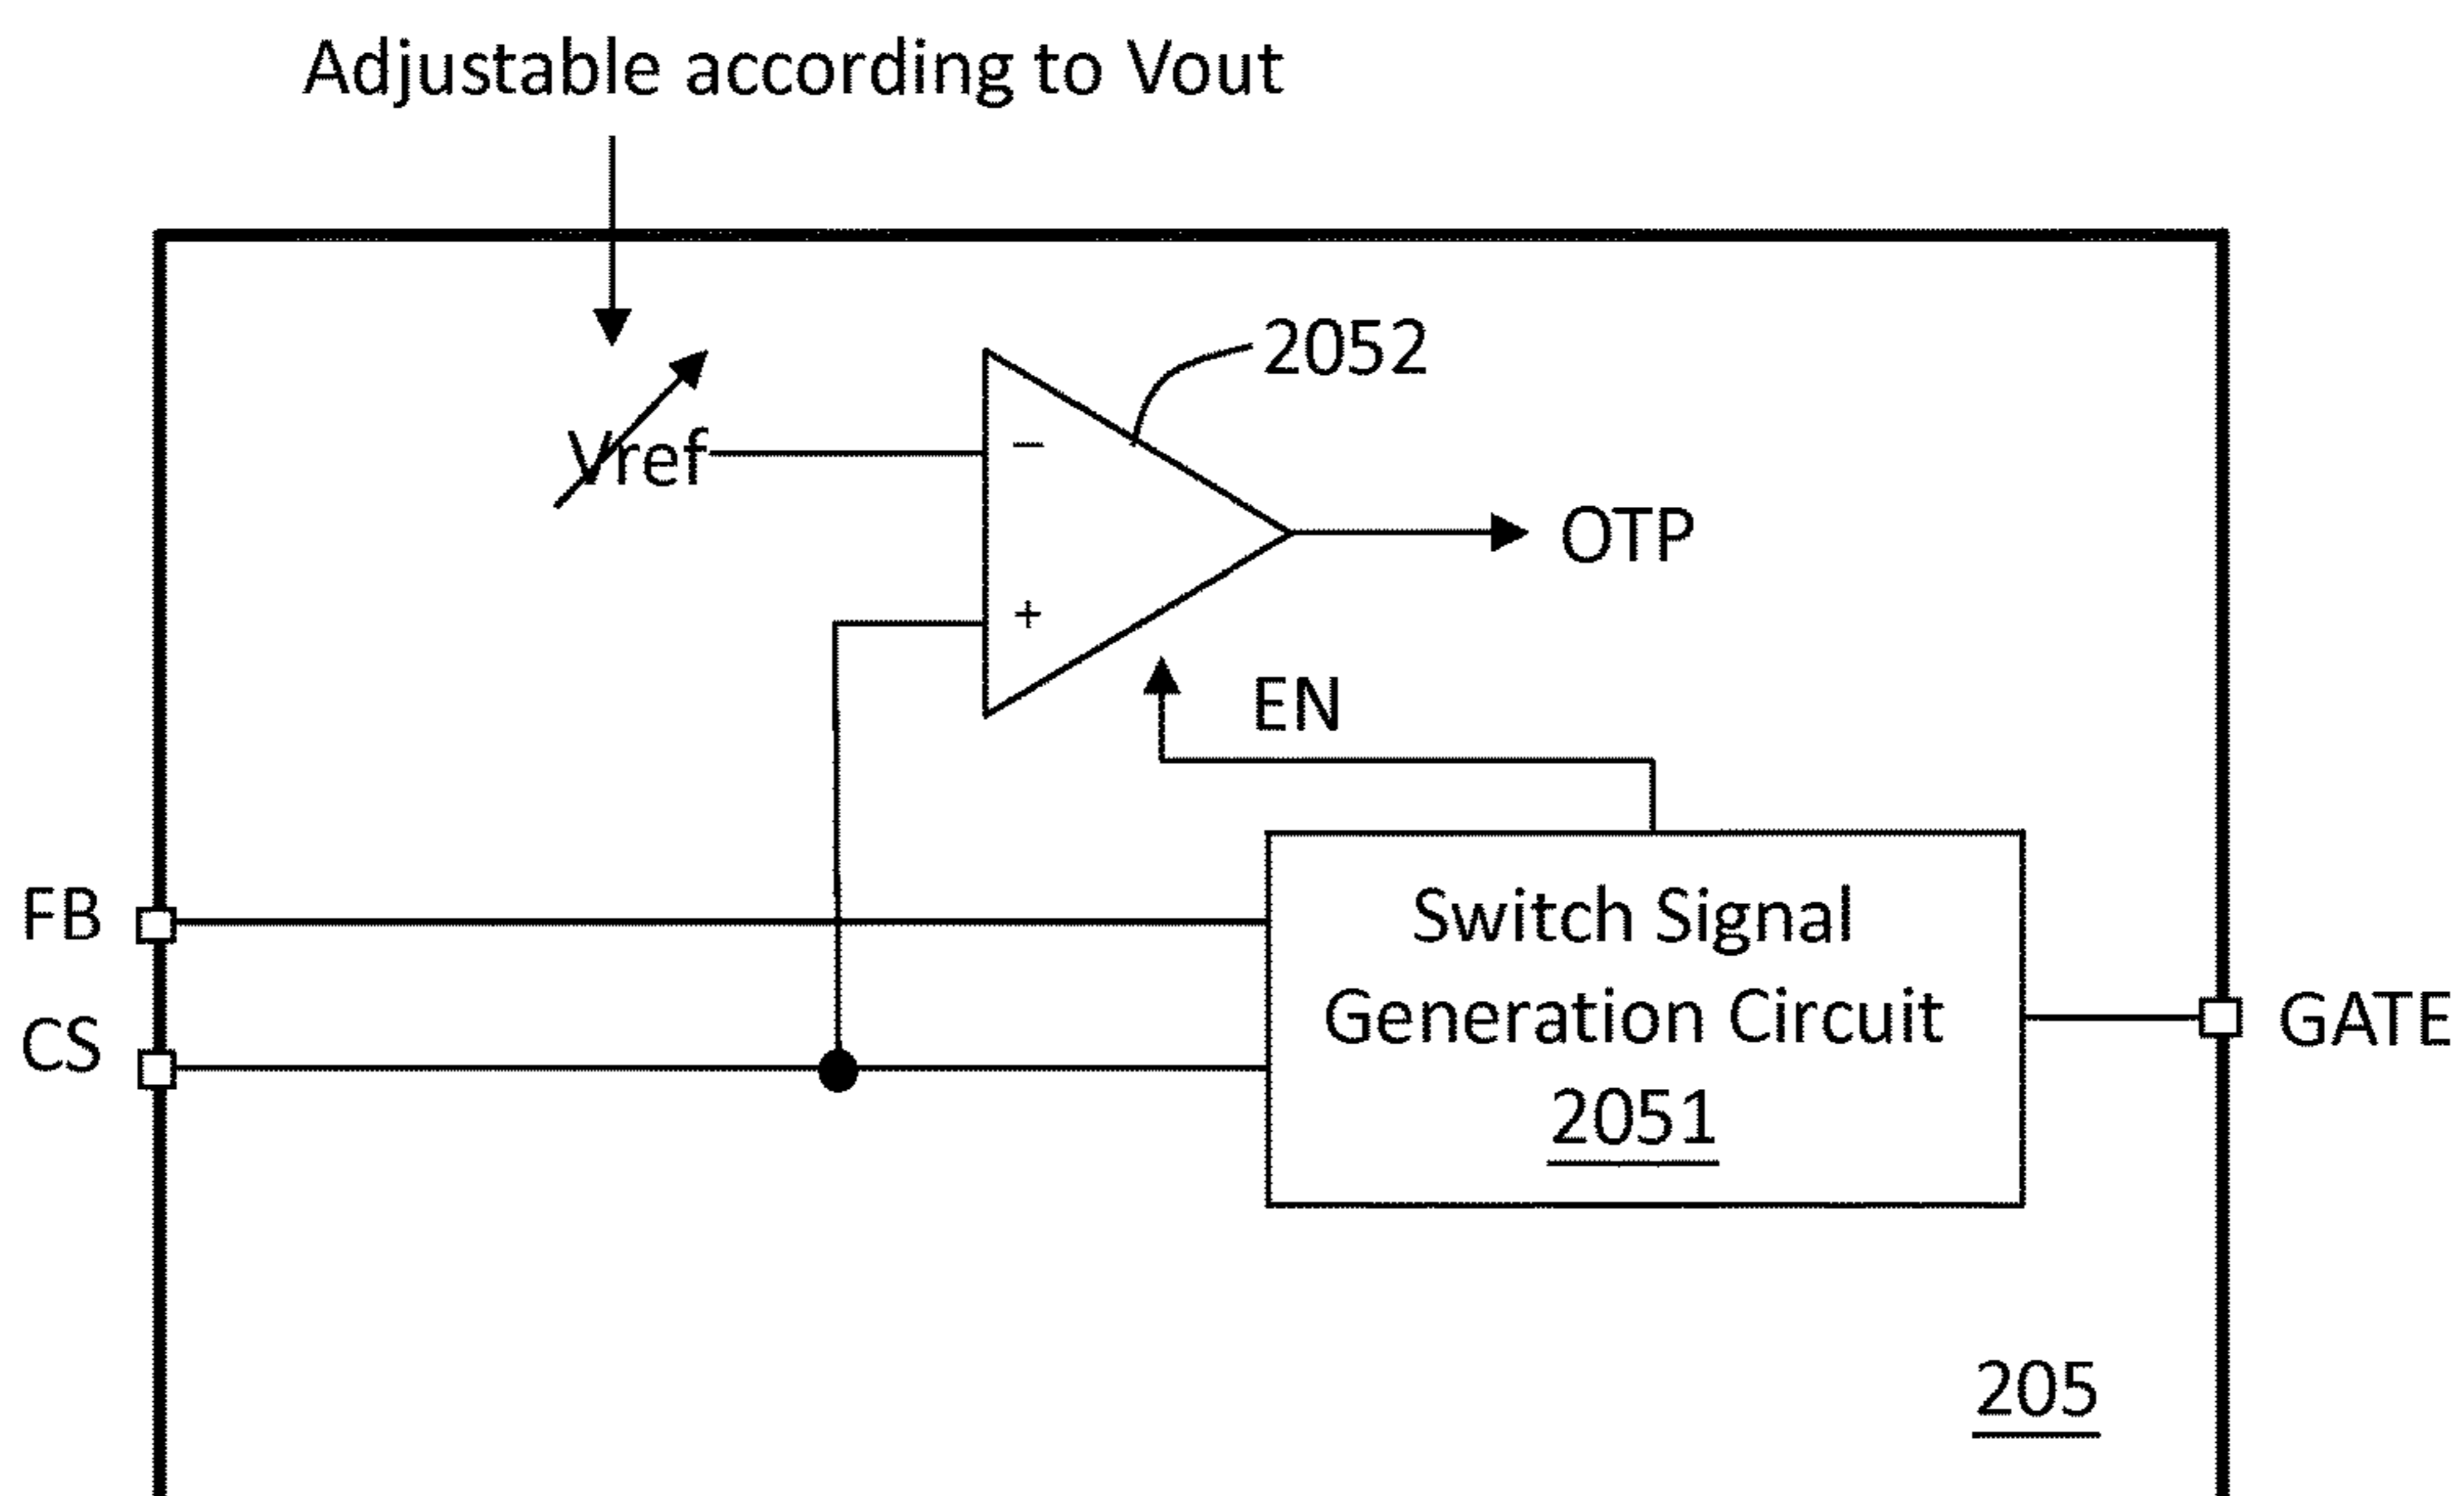 Adjustable according to Vout
2052
Vref
−
OTP
+
EN
FB
Switch Signal
Generation Circuit
2051
CS
GATE
205